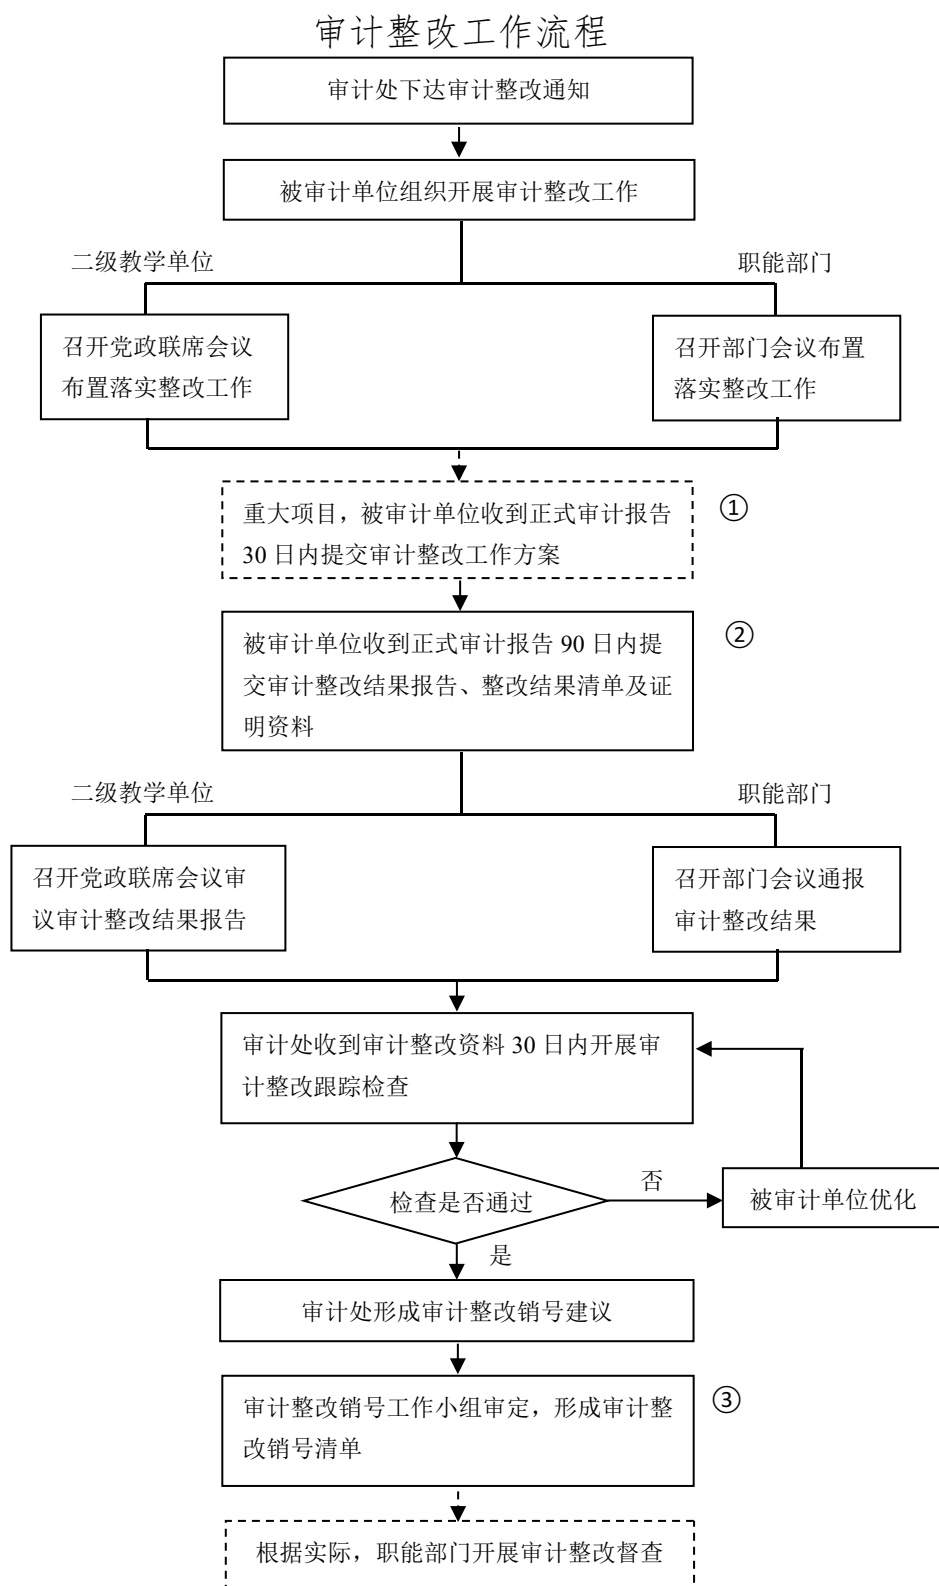 审计整改工作流程
审计处下达审计整改通知
被审计单位组织开展审计整改工作
二级教学单位
职能部门
召开党政联席会议
布置落实整改工作
召开部门会议布置
落实整改工作
重大项目，被审计单位收到正式审计报告
30 日内提交审计整改工作方案
①
被审计单位收到正式审计报告 90 日内提
交审计整改结果报告、整改结果清单及证
明资料
②
二级教学单位
职能部门
召开党政联席会议审
议审计整改结果报告
召开部门会议通报
审计整改结果
审计处收到审计整改资料 30 日内开展审
计整改跟踪检查
检查是否通过
否
被审计单位优化
是
审计处形成审计整改销号建议
审计整改销号工作小组审定，形成审计整
改销号清单
③
根据实际，职能部门开展审计整改督查